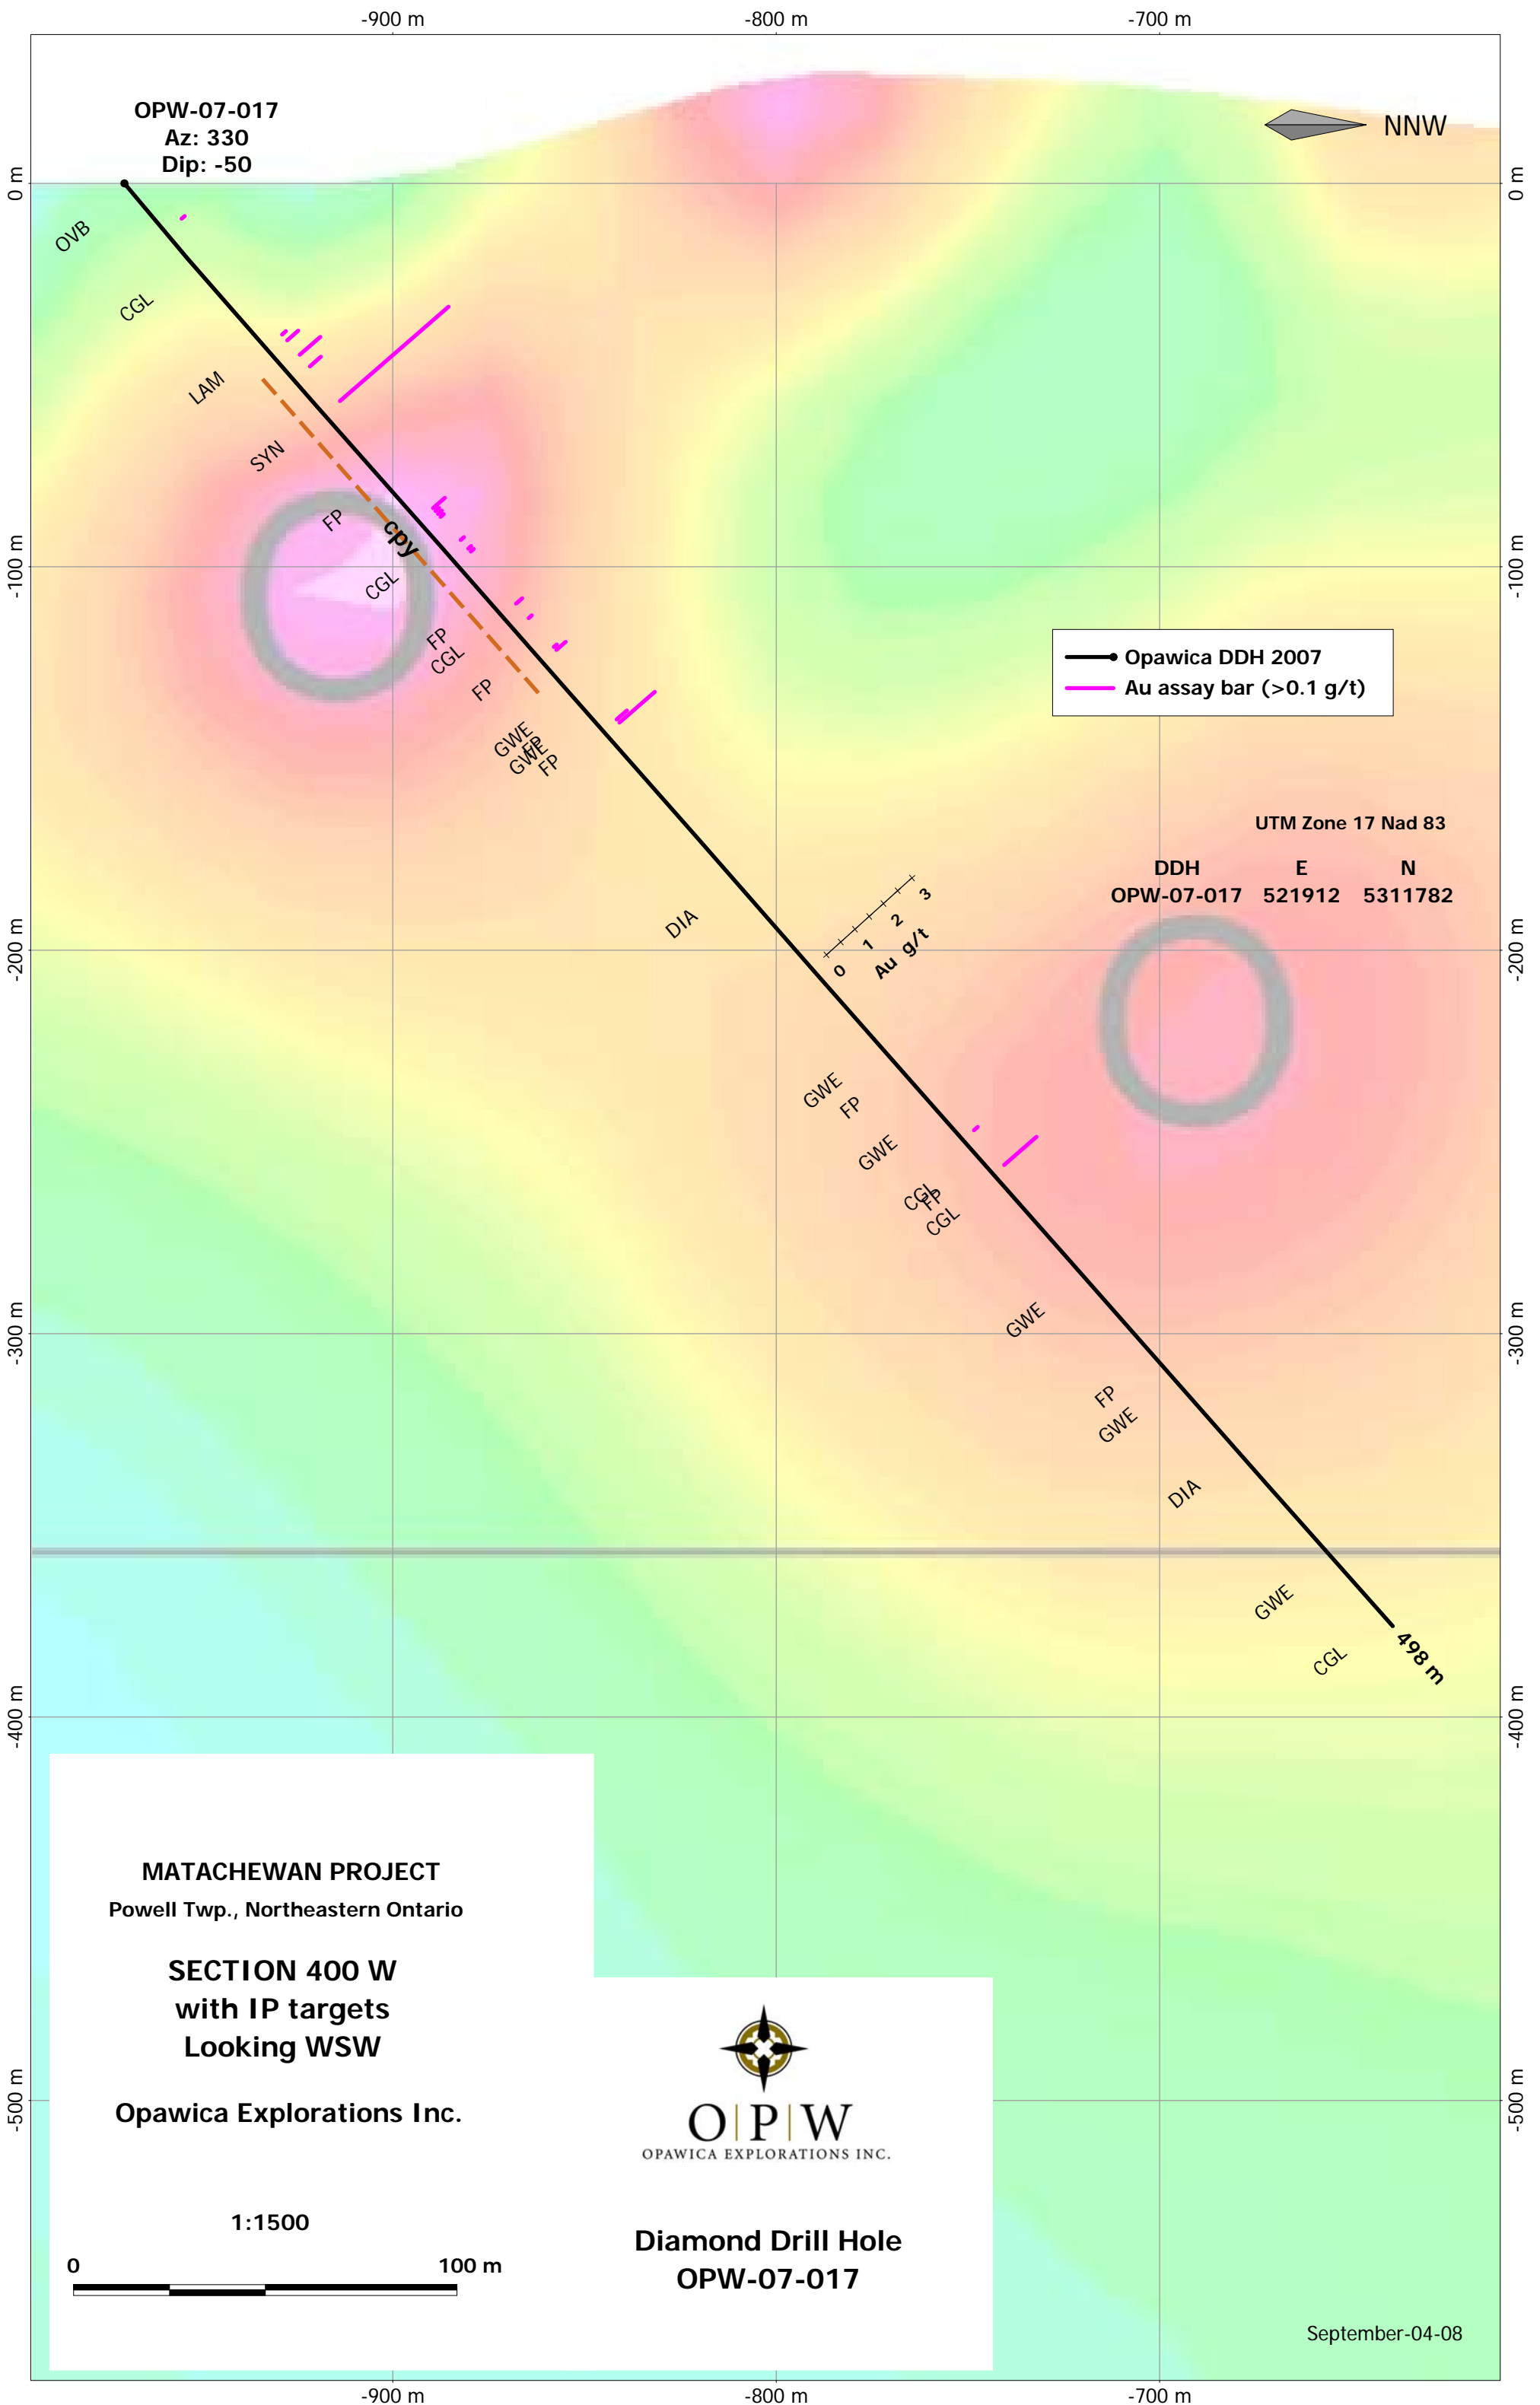 -900 m
-800 m
-700 m
OPW-07-017
Az: 330
Dip: -50
NNW
0 m
0 m
OVB
CGL
LAM
SYN
FP
cpy
-100 m
-100 m
CGL
FP
CGL
FP
GWE
FP
GWE
FP
Opawica DDH 2007
Au assay bar (>0.1 g/t)
UTM Zone 17 Nad 83
DDH E N
OPW-07-017 521912 5311782
DIA
0 1 2 3
Au g/t
-200 m
-200 m
GWE
FP
GWE
CGL
FP
CGL
GWE
-300 m
-300 m
FP
GWE
DIA
GWE
CGL
498 m
-400 m
-400 m
MATACHEWAN PROJECT
Powell Twp., Northeastern Ontario
SECTION 400 W
with IP targets
Looking WSW
Opawica Explorations Inc.
1:1500
0 100 m
O|P|W
OPAWICA EXPLORATIONS INC.
Diamond Drill Hole
OPW-07-017
-500 m
-500 m
September-04-08
-900 m
-800 m
-700 m